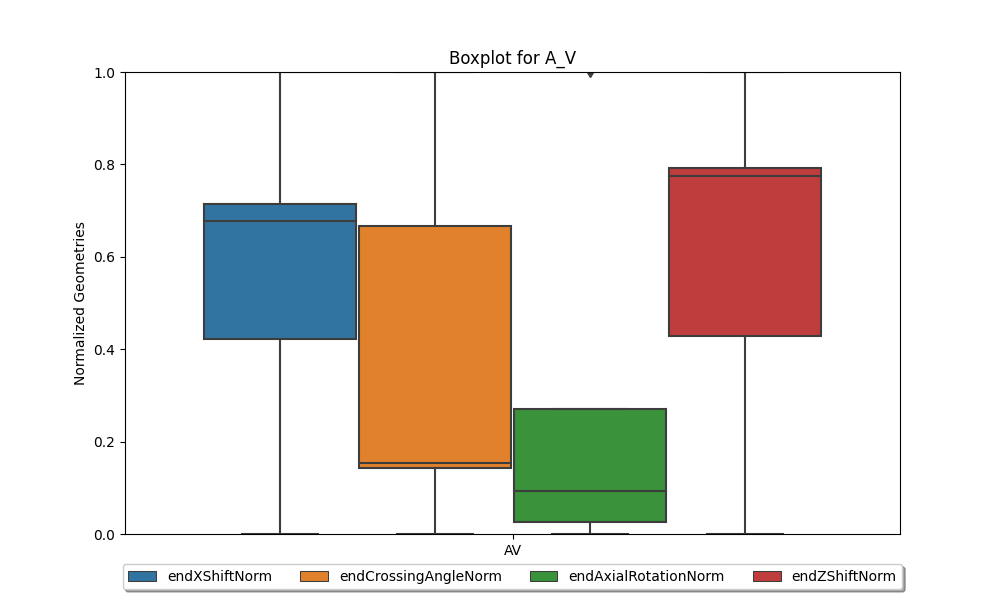 Boxplot for A_V
1.0
0.8
0.6
0.4
0.2
0.0
Normalized Geometries
AV
endXShiftNorm endCrossingAngleNorm endAxialRotationNorm endZShiftNorm